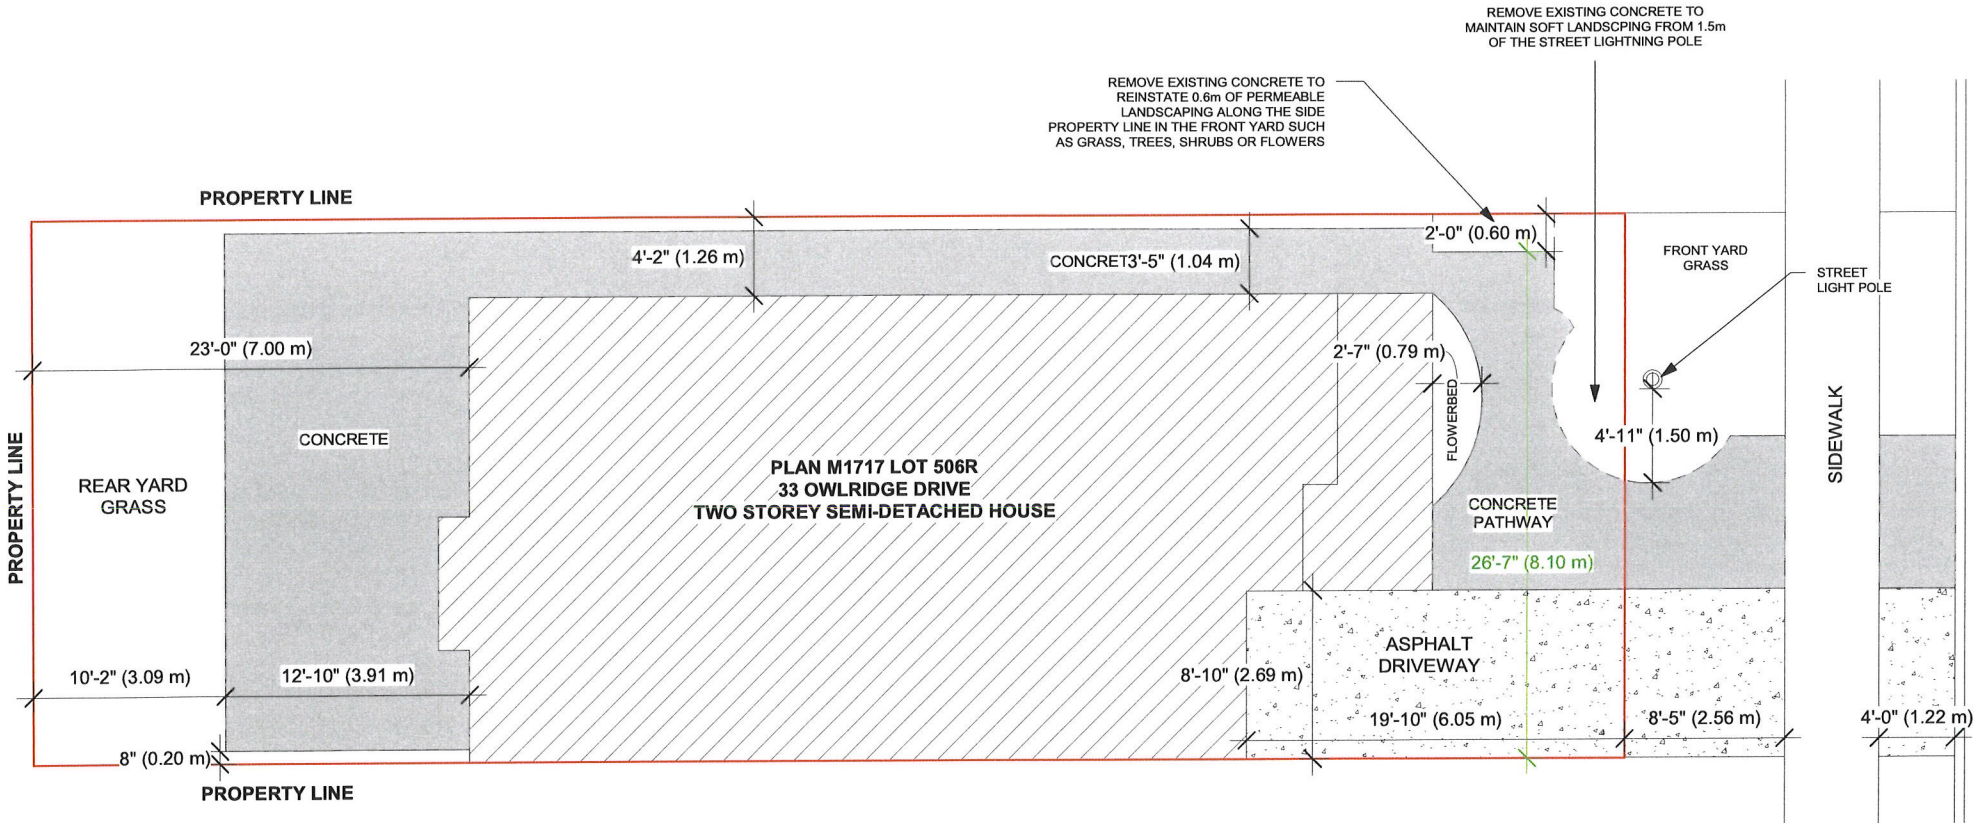 REMOVE EXISTING CONCRETE TO
MAINTAIN SOFT LANDSCPING FROM 1.5m
OF THE STREET LIGHTNING POLE
REMOVE EXISTING CONCRETE TO
REINSTATE 0.6m OF PERMEABLE
LANDSCAPING ALONG THE SIDE
PROPERTY LINE IN THE FRONT YARD SUCH
AS GRASS, TREES, SHRUBS OR FLOWERS
PROPERTY LINE
4'-2" (1.26 m)
CONCRET3'-5" (1.04 m)
2'-0" (0.60 m)
FRONT YARD
GRASS
STREET
LIGHT POLE
23'-0" (7.00 m)
2'-7" (0.79 m)
FLOWERBED
4'-11" (1.50 m)
SIDEWALK
CONCRETE
PROPERTY LINE
REAR YARD
GRASS
PLAN M1717 LOT 506R
33 OWLRIDGE DRIVE
TWO STOREY SEMI-DETACHED HOUSE
CONCRETE
PATHWAY
26'-7" (8.10 m)
ASPHALT
DRIVEWAY
10'-2" (3.09 m)
12'-10" (3.91 m)
8'-10" (2.69 m)
19'-10" (6.05 m)
8'-5" (2.56 m)
4'-0" (1.22 m)
8" (0.20 m)
PROPERTY LINE